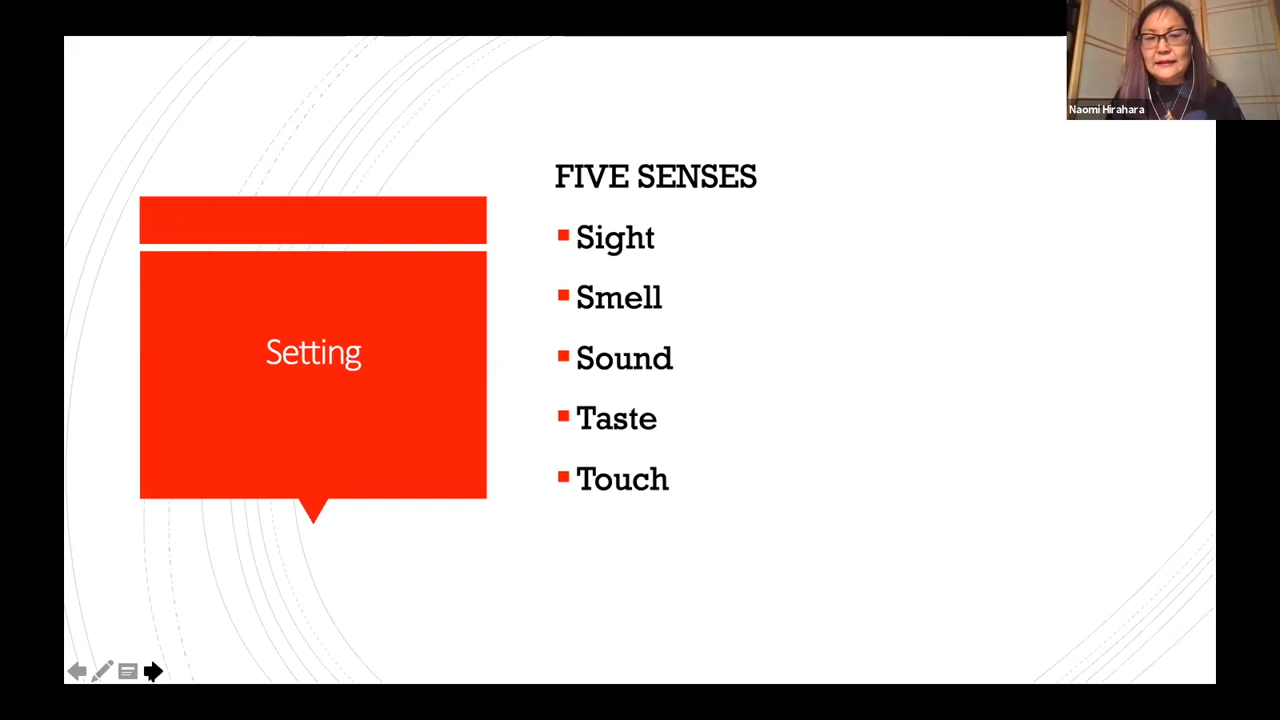 Naomi Hirahara
Setting
FIVE SENSES
Sight
Smell
Sound
Taste
Touch